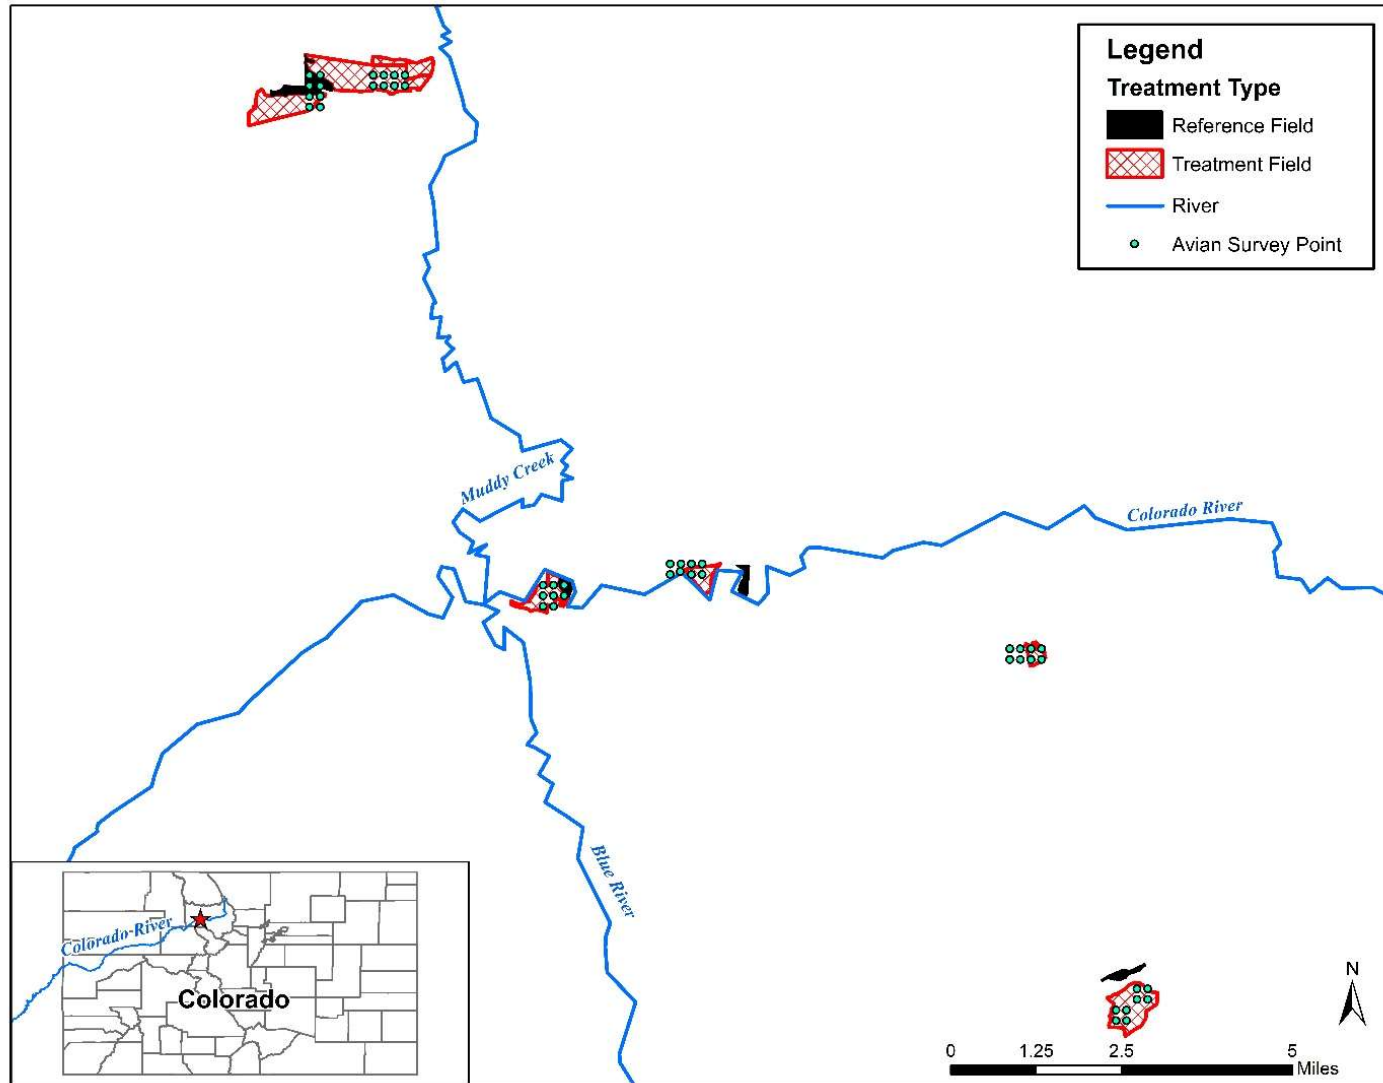 Legend
Treatment Type
Reference Field
Treatment Field
River
Avian Survey Point
Muddy Creek
Colorado River
Blue River
Colorado River
Colorado
N
0 1.25 2.5 5
Miles